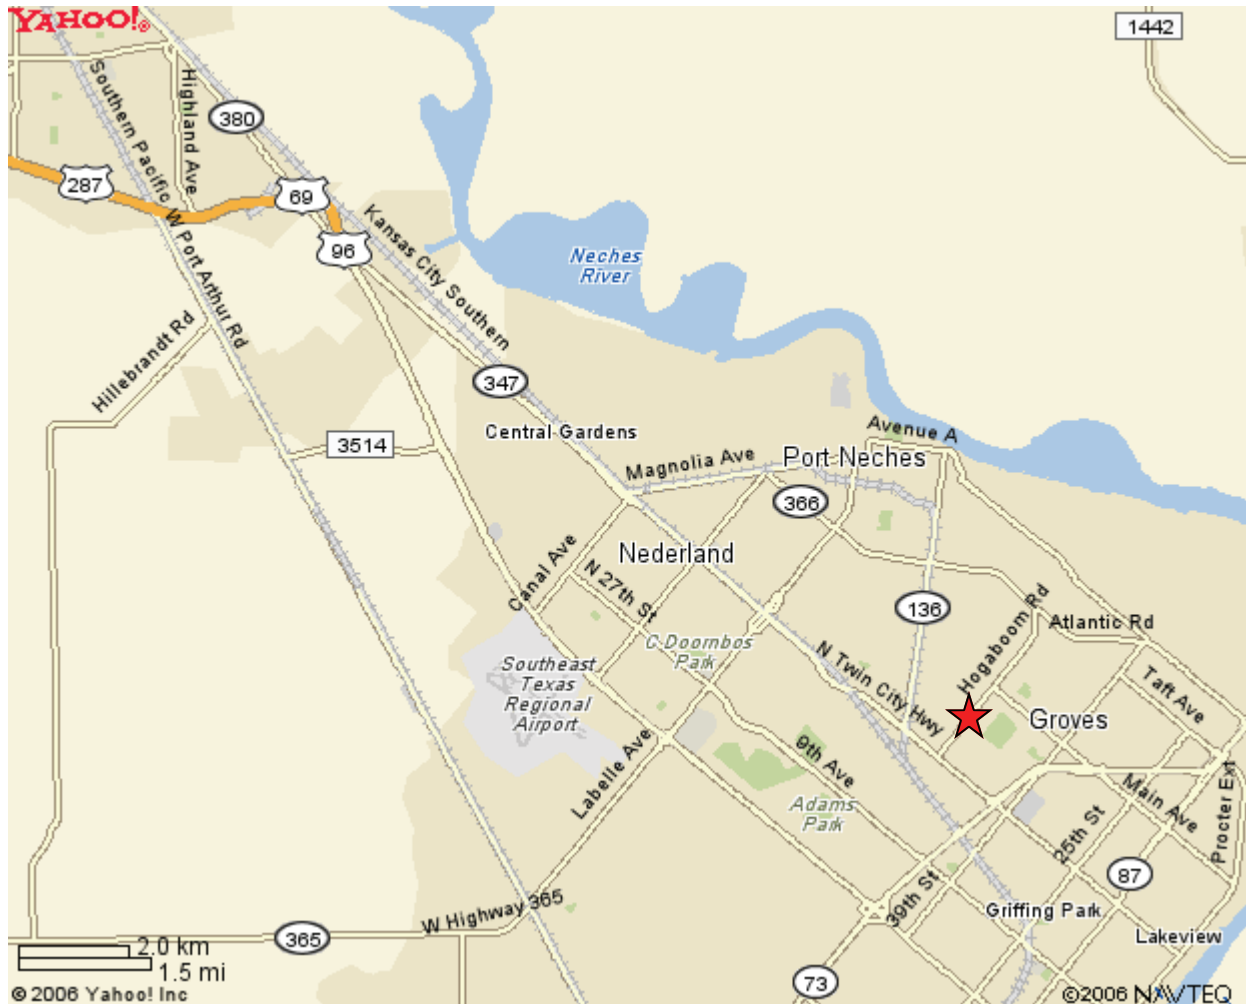 YAHOO!®
1442
Southern Pacific
Highland Ave
380
287
69
96
W Port Arthur Rd
Kansas City Southern
Neches
River
Hillebrandt Rd
347
3514
Central Gardens
Magnolia Ave
Avenue A
Port Neches
366
Nederland
Canal Ave
N 27th St
136
Hogaboom Rd
Atlantic Rd
C Doornbos
Park
N Twin City Hwy
Southeast
Texas
Regional
Airport
Taft Ave
Groves
Labelle Ave
9th Ave
Adams
Park
Main Ave
Procter Ext
25th St
87
39th St
W Highway 365
Griffing Park
Lakeview
365
73
2.0 km
1.5 mi
© 2006 Yahoo! Inc
©2006 NAVTEQ